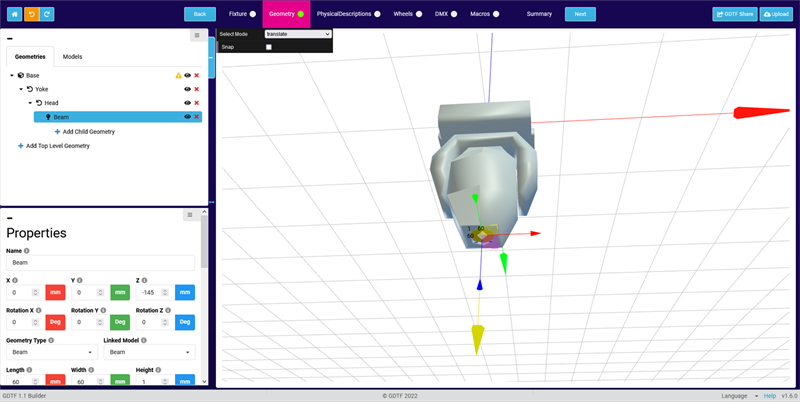 Back
Fixture
Geometry
PhysicalDescriptions
Wheels
DMX
Macros
Summary
Next
GDTF Share
Upload
Select Mode translate
Snap
Geometries Models
Base
Yoke
Head
Beam
+ Add Child Geometry
+ Add Top Level Geometry
Properties
Name
Beam
X Y Z
0 mm 0 mm -145 mm
Rotation X Rotation Y Rotation Z
0 Deg 0 Deg 0 Deg
Geometry Type Linked Model
Beam Beam
Length Width Height
60 mm 60 mm 1 mm
1 60
60
GDTF 1.1 Builder
© GDTF 2022
Language Help v1.6.0